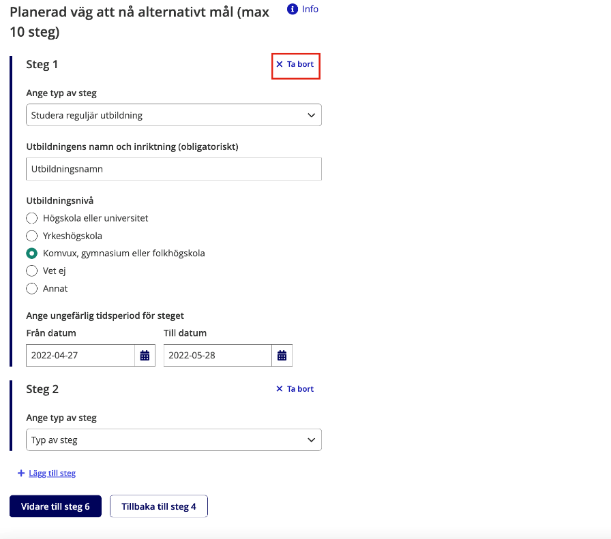 Planerad väg att nå alternativt mål (max
10 steg)
Info
Steg 1
Ta bort
Ange typ av steg
Studera reguljär utbildning
Utbildningens namn och inriktning (obligatoriskt)
Utbildningsnamn
Utbildningsnivå
Högskola eller universitet
Yrkeshögskola
Komvux, gymnasium eller folkhögskola
Vet ej
Annat
Ange ungefärlig tidsperiod för steget
Från datum
Till datum
2022-04-27
2022-05-28
Steg 2
Ta bort
Ange typ av steg
Typ av steg
Lägg till steg
Vidare till steg 6
Tillbaka till steg 4